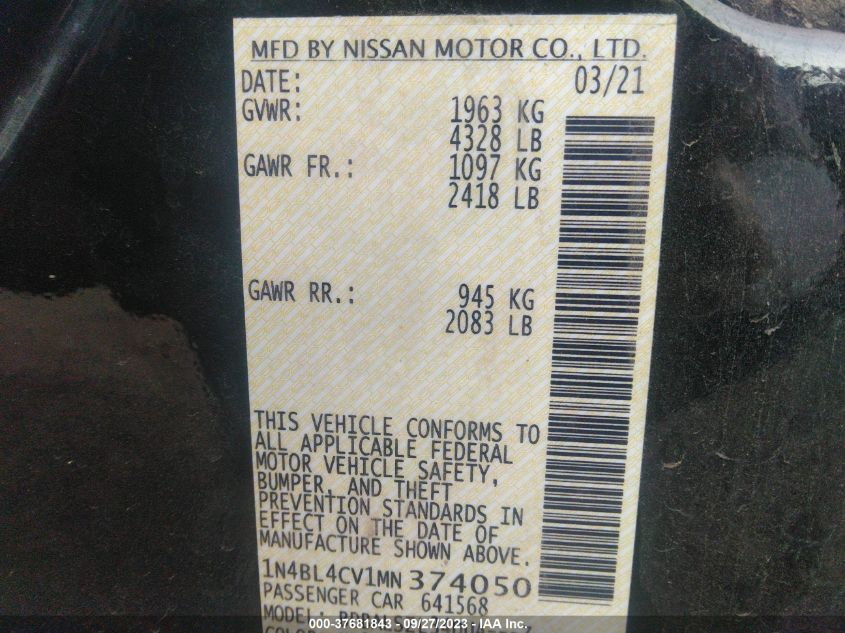 MFD BY NISSAN MOTOR CO., LTD.
DATE: 03/21
GVWR: 1963 KG
4328 LB
GAWR FR.: 1097 KG
2418 LB
GAWR RR.: 945 KG
2083 LB
THIS VEHICLE CONFORMS TO
ALL APPLICABLE FEDERAL
MOTOR VEHICLE SAFETY,
BUMPER, AND THEFT
PREVENTION STANDARDS IN
EFFECT ON THE DATE OF
MANUFACTURE SHOWN ABOVE.
1N4BL4CV1MN 374050
PASSENGER CAR 641568
MODEL:
000-37681843 - 09/27/2023 - IAA Inc.